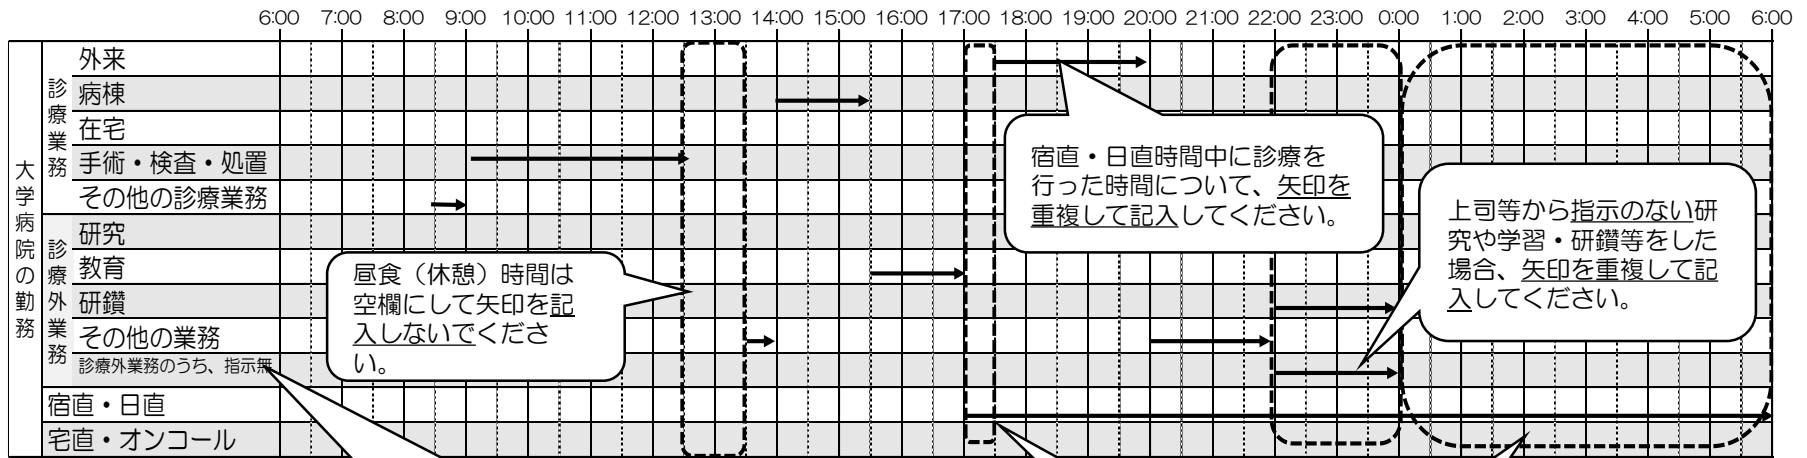 6:00 7:00 8:00 9:00 10:00 11:00 12:00 13:00 14:00 15:00 16:00 17:00 18:00 19:00 20:00 21:00 22:00 23:00 0:00 1:00 2:00 3:00 4:00 5:00 6:00
大学病院の勤務
診療業務
外来
病棟
在宅
手術・検査・処置
その他の診療業務
診療外業務
研究
教育
研鑽
その他の業務
診療外業務のうち、指示無
宿直・日直
宅直・オンコール
昼食（休憩）時間は
空欄にして矢印を記
入しないでくださ
い。
宿直・日直時間中に診療を
行った時間について、矢印を
重複して記入してください。
上司等から指示のない研
究や学習・研鑽等をした
場合、矢印を重複して記
入してください。